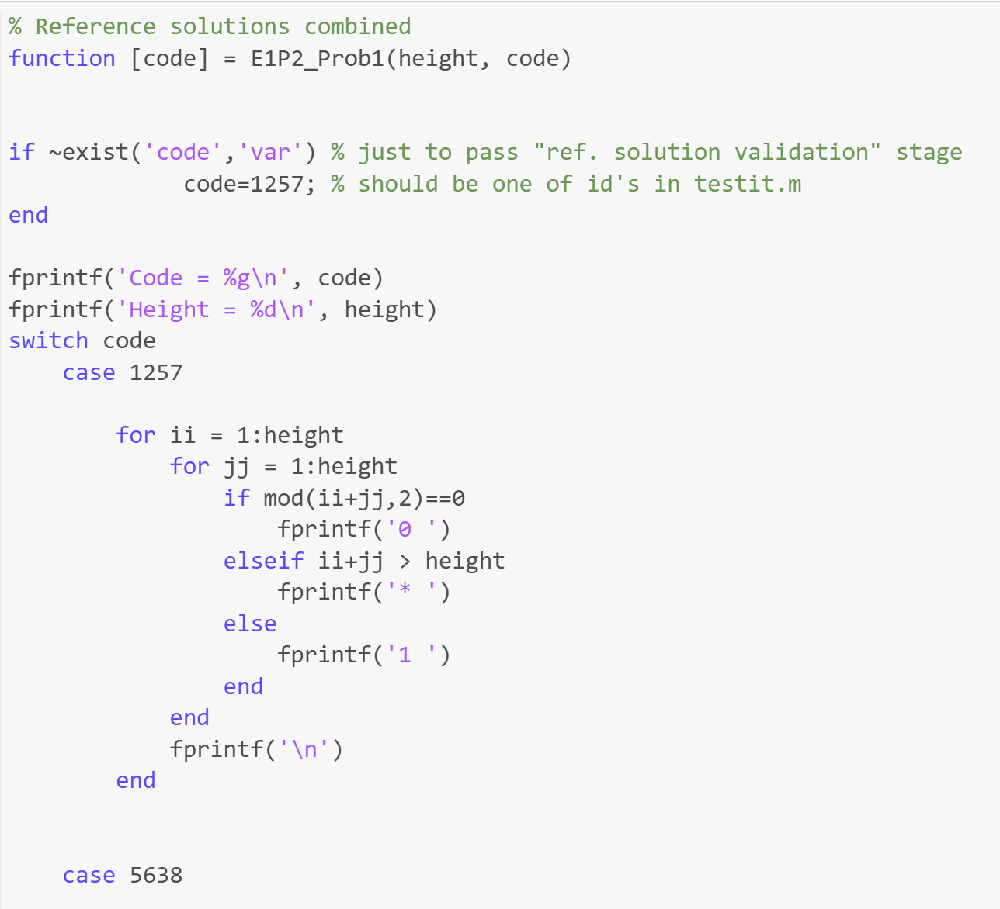 % Reference solutions combined
function [code] = E1P2_Prob1(height, code)
if ~exist('code','var') % just to pass "ref. solution validation" stage
            code=1257; % should be one of id's in testit.m
end
fprintf('Code = %g\n', code)
fprintf('Height = %d\n', height)
switch code
    case 1257
        for ii = 1:height
            for jj = 1:height
                if mod(ii+jj,2)==0
                    fprintf('0 ')
                elseif ii+jj > height
                    fprintf('* ')
                else
                    fprintf('1 ')
                end
            end
            fprintf('\n')
        end
    case 5638